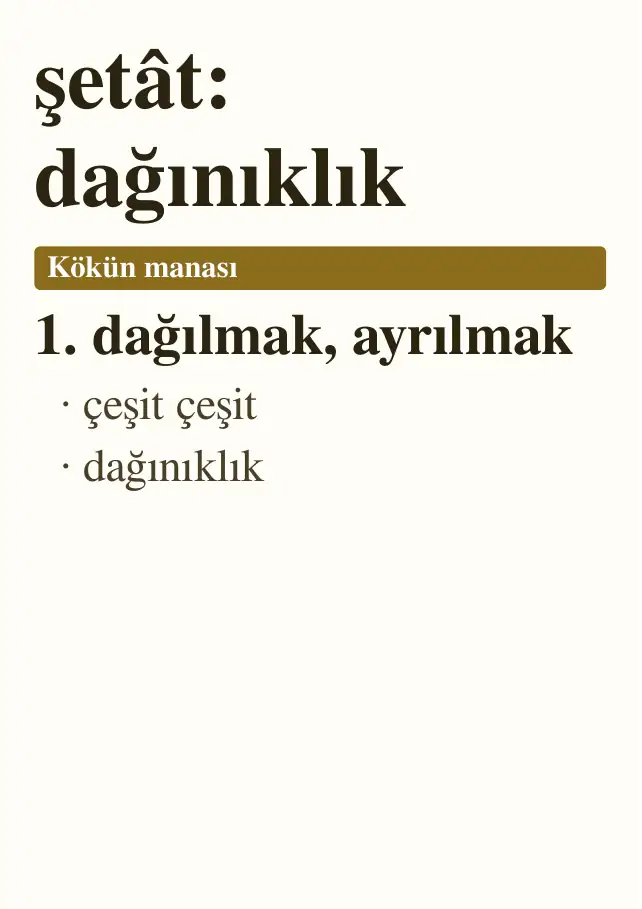 şetât:
dağınıklık
Kökün manası
1. dağılmak, ayrılmak
· çeşit çeşit
· dağınıklık